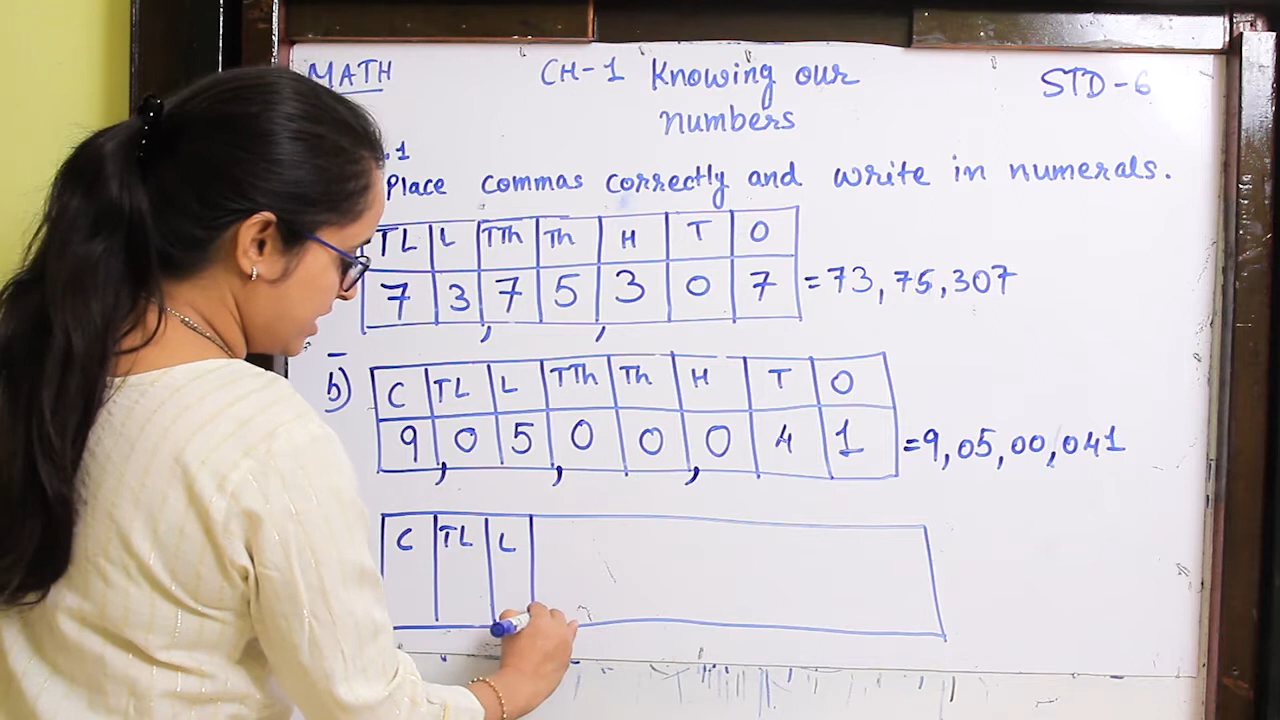 MATH CH-1 Knowing our numbers STD-6
.1
Place commas correctly and write in numerals.
TL L TTh Th H T O
7 3 , 7 5 , 3 0 7 = 73,75,307
b) C TL L TTh Th H T O
9 , 0 5 , 0 0 , 0 4 1 = 9,05,00,041
C TL L